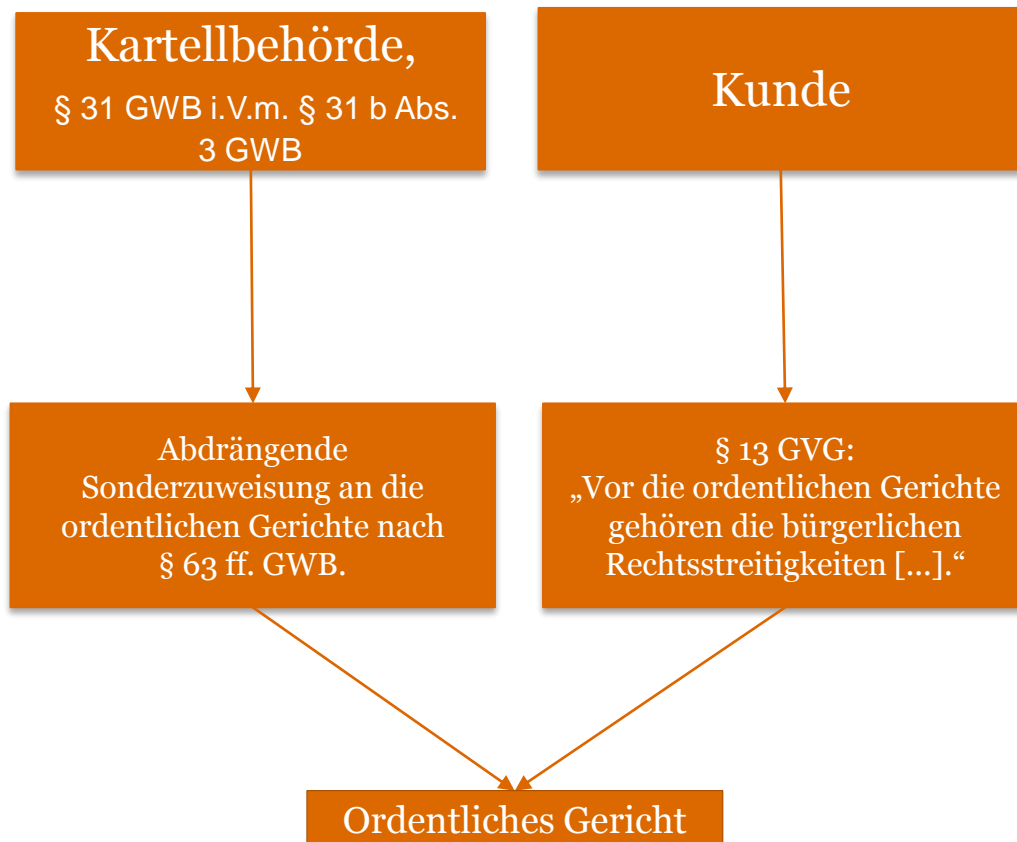 Kartellbehörde,
§ 31 GWB i.V.m. § 31 b Abs.
3 GWB
Kunde
Abdrängende
Sonderzuweisung an die
ordentlichen Gerichte nach
§ 63 ff. GWB.
§ 13 GVG:
„Vor die ordentlichen Gerichte
gehören die bürgerlichen
Rechtsstreitigkeiten [...].“
Ordentliches Gericht